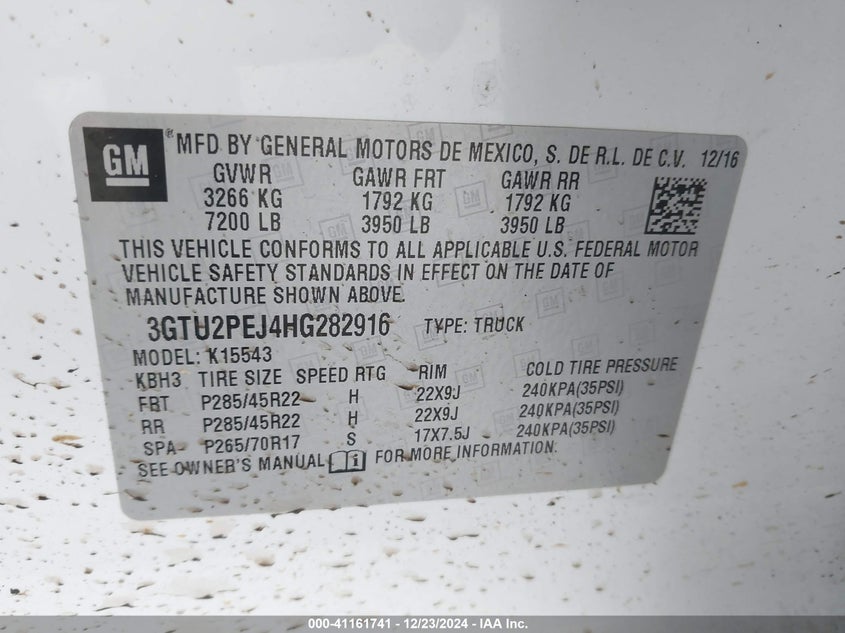 GM ® MFD BY GENERAL MOTORS DE MEXICO, S. DE R.L. DE C.V. 12/16
GVWR GAWR FRT GAWR RR
3266 KG 1792 KG 1792 KG
7200 LB 3950 LB 3950 LB
THIS VEHICLE CONFORMS TO ALL APPLICABLE U.S. FEDERAL MOTOR
VEHICLE SAFETY STANDARDS IN EFFECT ON THE DATE OF
MANUFACTURE SHOWN ABOVE.
3GTU2PEJ4HG282916 TYPE: TRUCK
MODEL: K15543
KBH3 TIRE SIZE SPEED RTG RIM COLD TIRE PRESSURE
FRT P285/45R22 H 22X9J 240KPA(35PSI)
RR P285/45R22 H 22X9J 240KPA(35PSI)
SPA P265/70R17 S 17X7.5J 240KPA(35PSI)
SEE OWNER'S MANUAL FOR MORE INFORMATION.
000-41161741 - 12/23/2024 - IAA Inc.